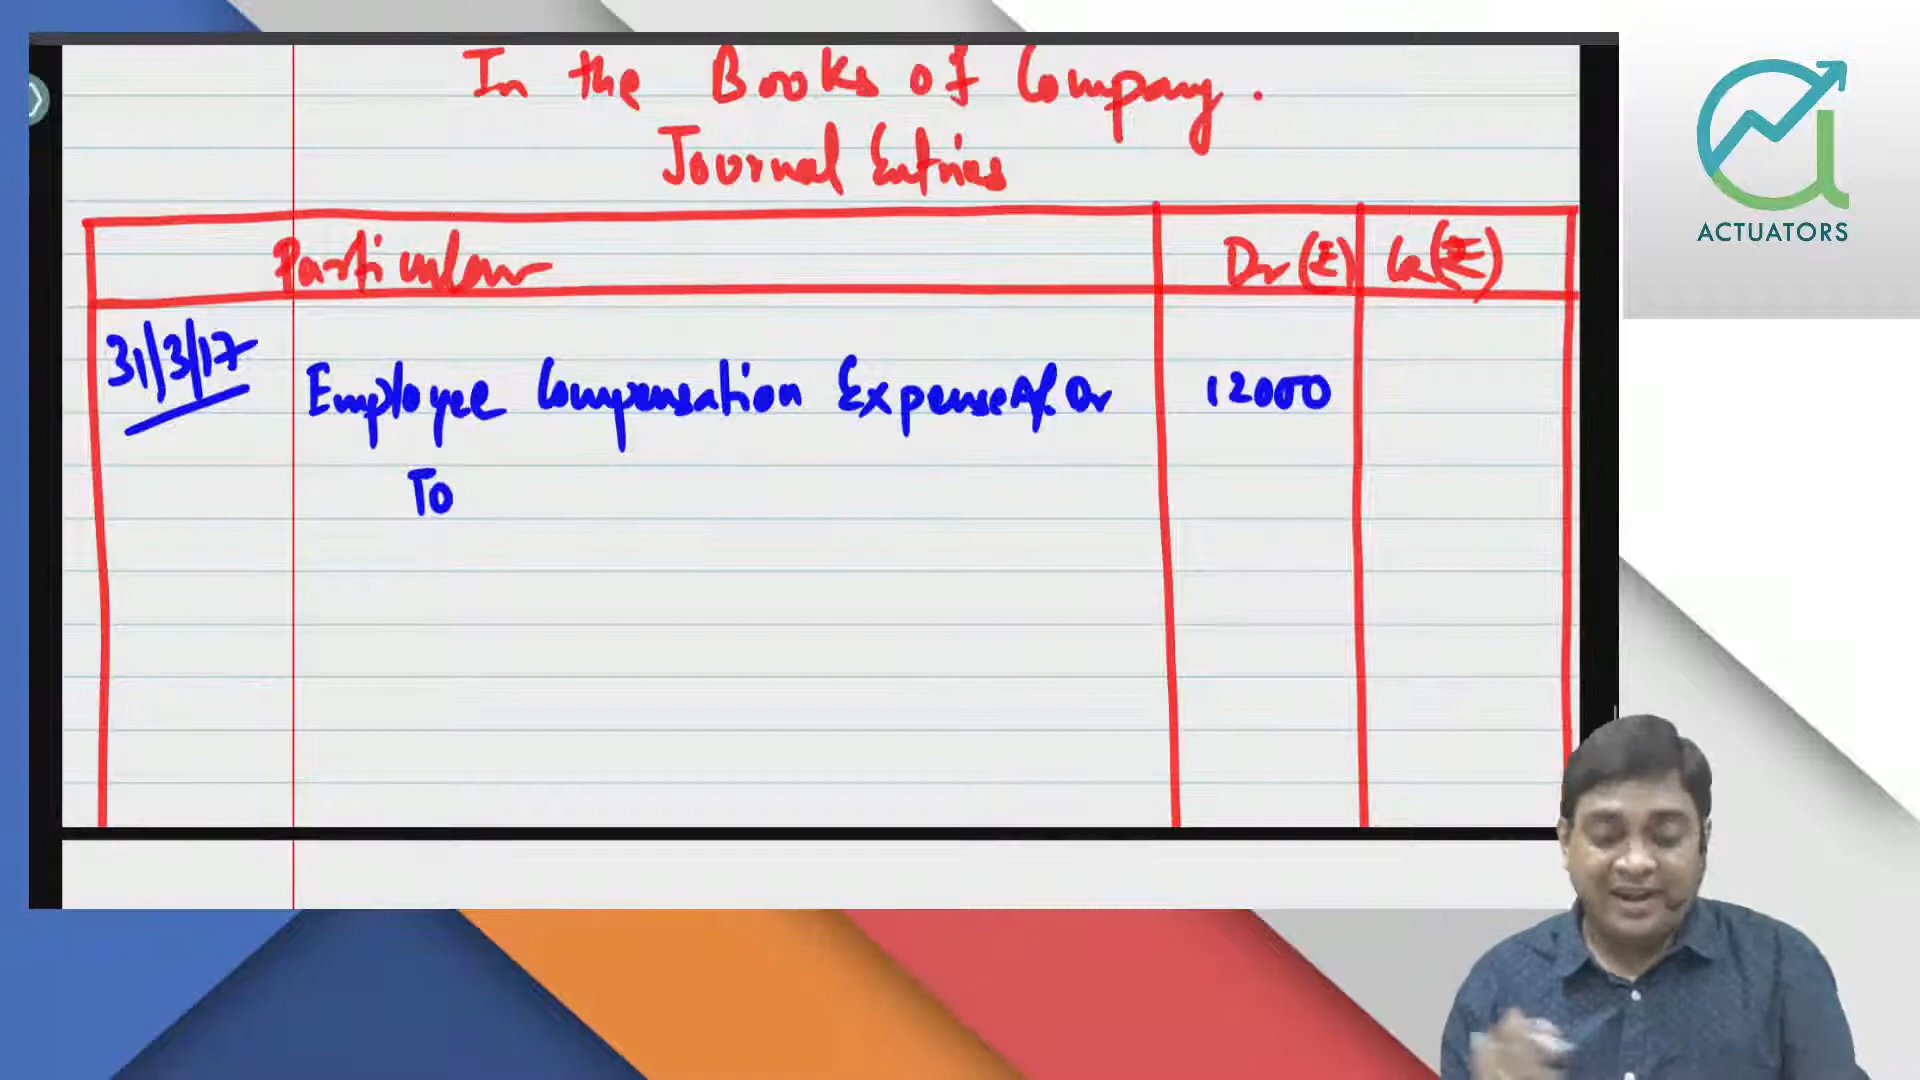 In the Books of Company.
Journal Entries
Particular Dr (₹) Cr (₹)
31/3/17 Employee Compensation Expense A/c Dr 12000
To
ACTUATORS